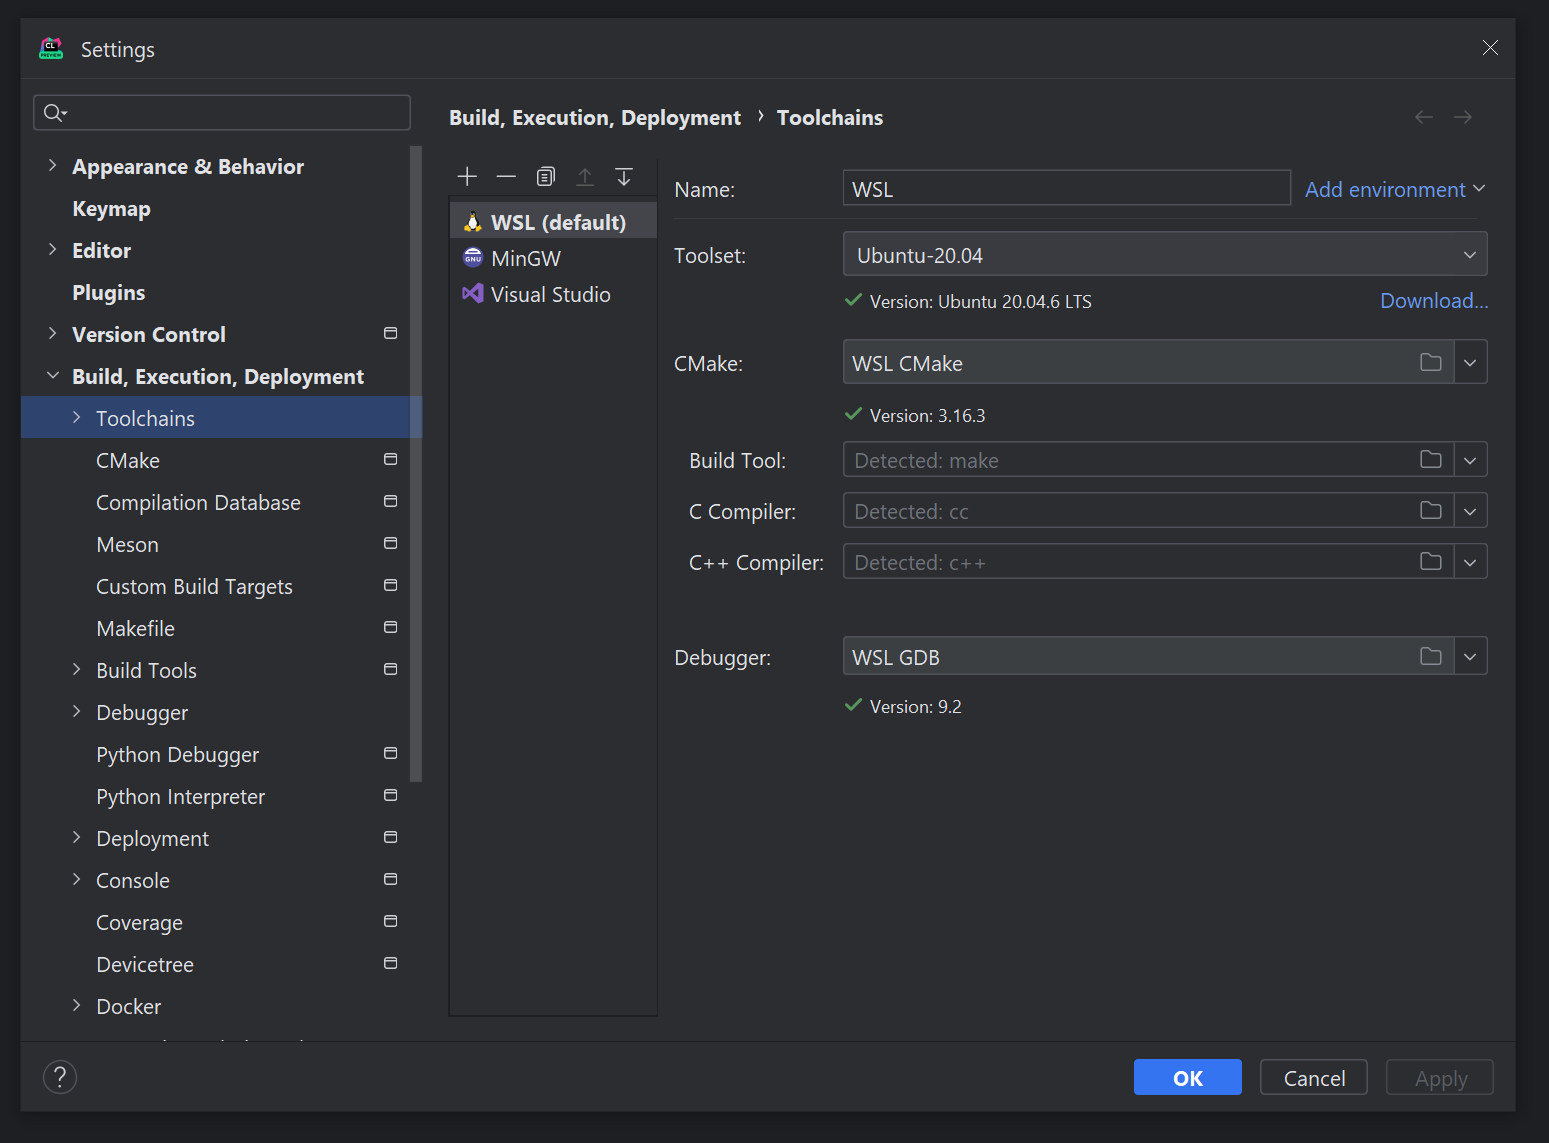 CL
PREVIEW
Settings
Appearance & Behavior
Keymap
Editor
Plugins
Version Control
Build, Execution, Deployment
Toolchains
CMake
Compilation Database
Meson
Custom Build Targets
Makefile
Build Tools
Debugger
Python Debugger
Python Interpreter
Deployment
Console
Coverage
Devicetree
Docker
Build, Execution, Deployment › Toolchains
WSL (default)
GNU
MinGW
Visual Studio
Name: WSL Add environment
Toolset: Ubuntu-20.04
Version: Ubuntu 20.04.6 LTS Download...
CMake: WSL CMake
Version: 3.16.3
Build Tool: Detected: make
C Compiler: Detected: cc
C++ Compiler: Detected: c++
Debugger: WSL GDB
Version: 9.2
?
OK Cancel Apply